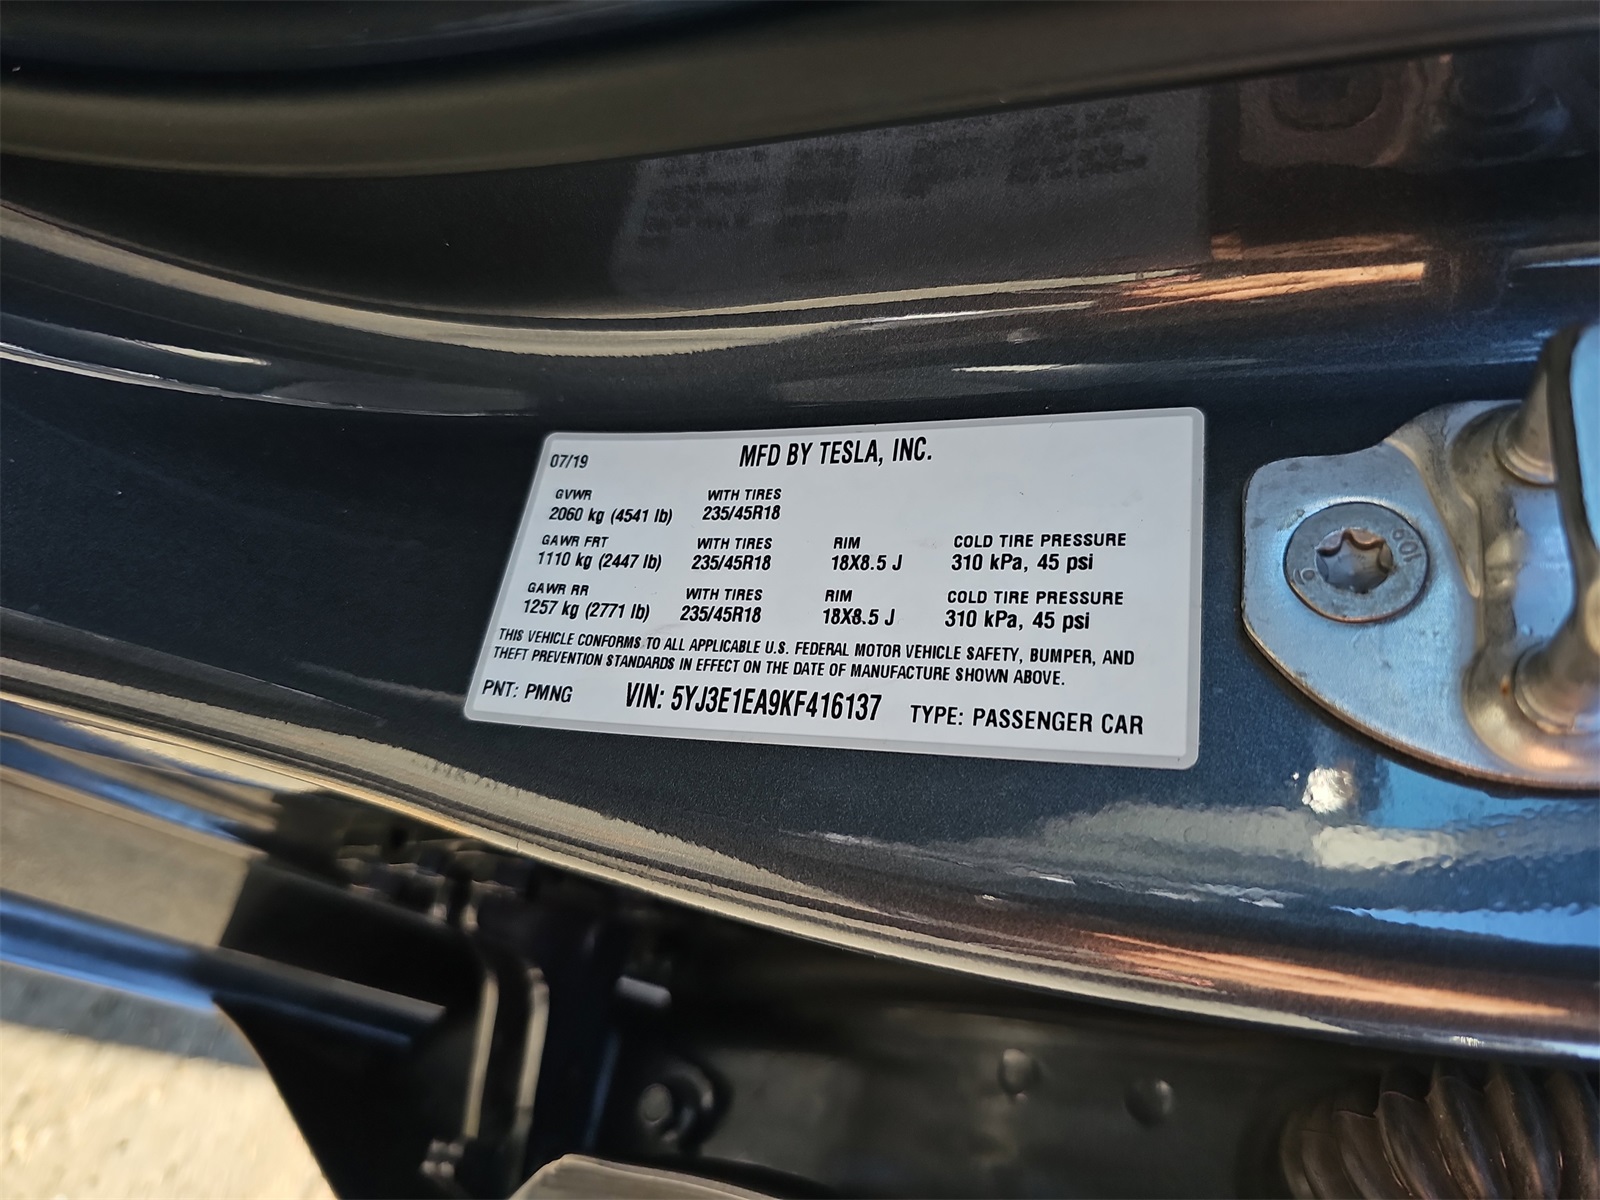 07/19 MFD BY TESLA, INC.
GVWR WITH TIRES
2060 kg (4541 lb) 235/45R18
GAWR FRT WITH TIRES RIM COLD TIRE PRESSURE
1110 kg (2447 lb) 235/45R18 18X8.5 J 310 kPa, 45 psi
GAWR RR WITH TIRES RIM COLD TIRE PRESSURE
1257 kg (2771 lb) 235/45R18 18X8.5 J 310 kPa, 45 psi
THIS VEHICLE CONFORMS TO ALL APPLICABLE U.S. FEDERAL MOTOR VEHICLE SAFETY, BUMPER, AND
THEFT PREVENTION STANDARDS IN EFFECT ON THE DATE OF MANUFACTURE SHOWN ABOVE.
PNT: PMNG VIN: 5YJ3E1EA9KF416137 TYPE: PASSENGER CAR